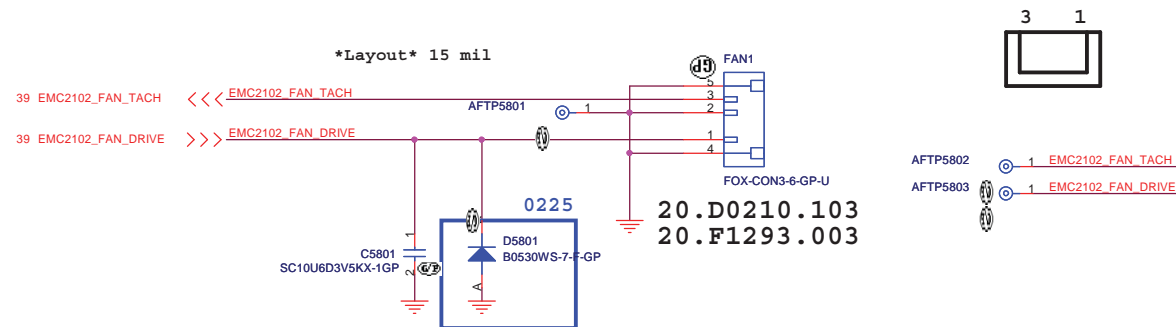 3 1
*Layout* 15 mil
GP
FAN1
5
39 EMC2102_FAN_TACH
EMC2102_FAN_TACH
3
AFTP5801
1
2
39 EMC2102_FAN_DRIVE
EMC2102_FAN_DRIVE
1
4
AFTP5802
1
EMC2102_FAN_TACH
FOX-CON3-6-GP-U
AFTP5803
1
EMC2102_FAN_DRIVE
20.D0210.103
20.F1293.003
0225
1
C5801
SC10U6D3V5KX-1GP
2
D5801
B0530WS-7-F-GP
A